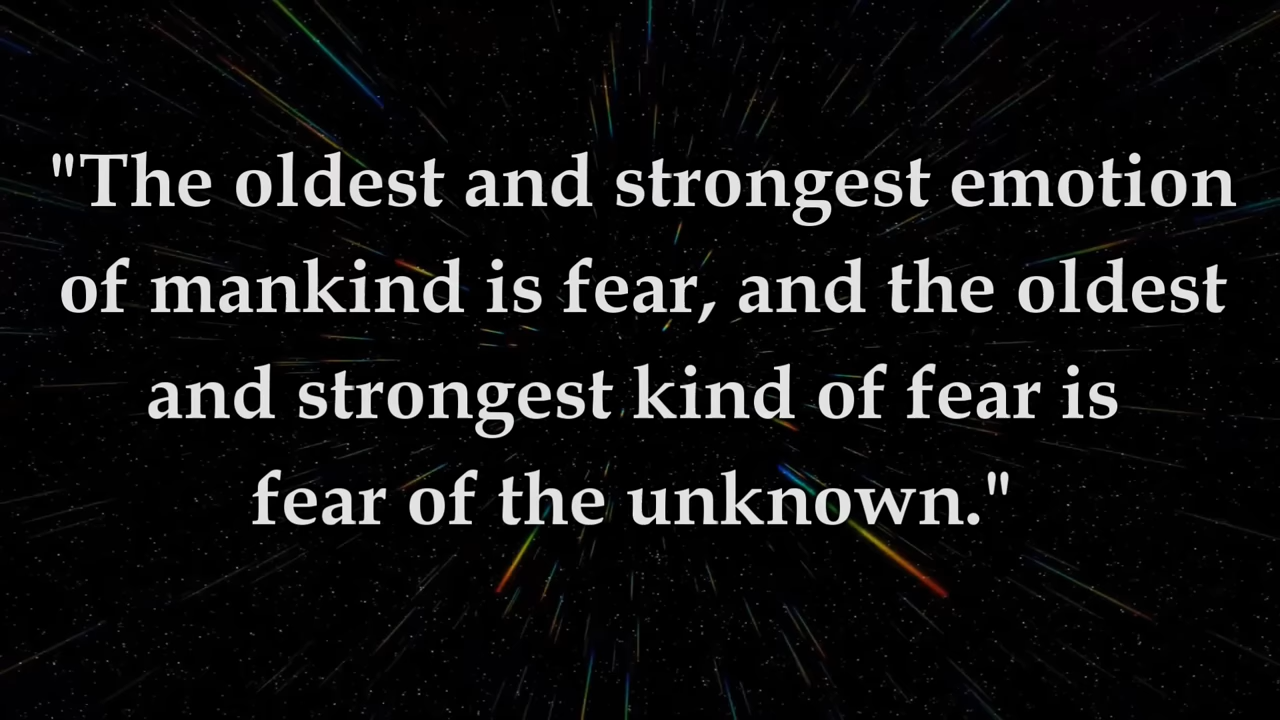 "The oldest and strongest emotion
of mankind is fear, and the oldest
and strongest kind of fear is
fear of the unknown."